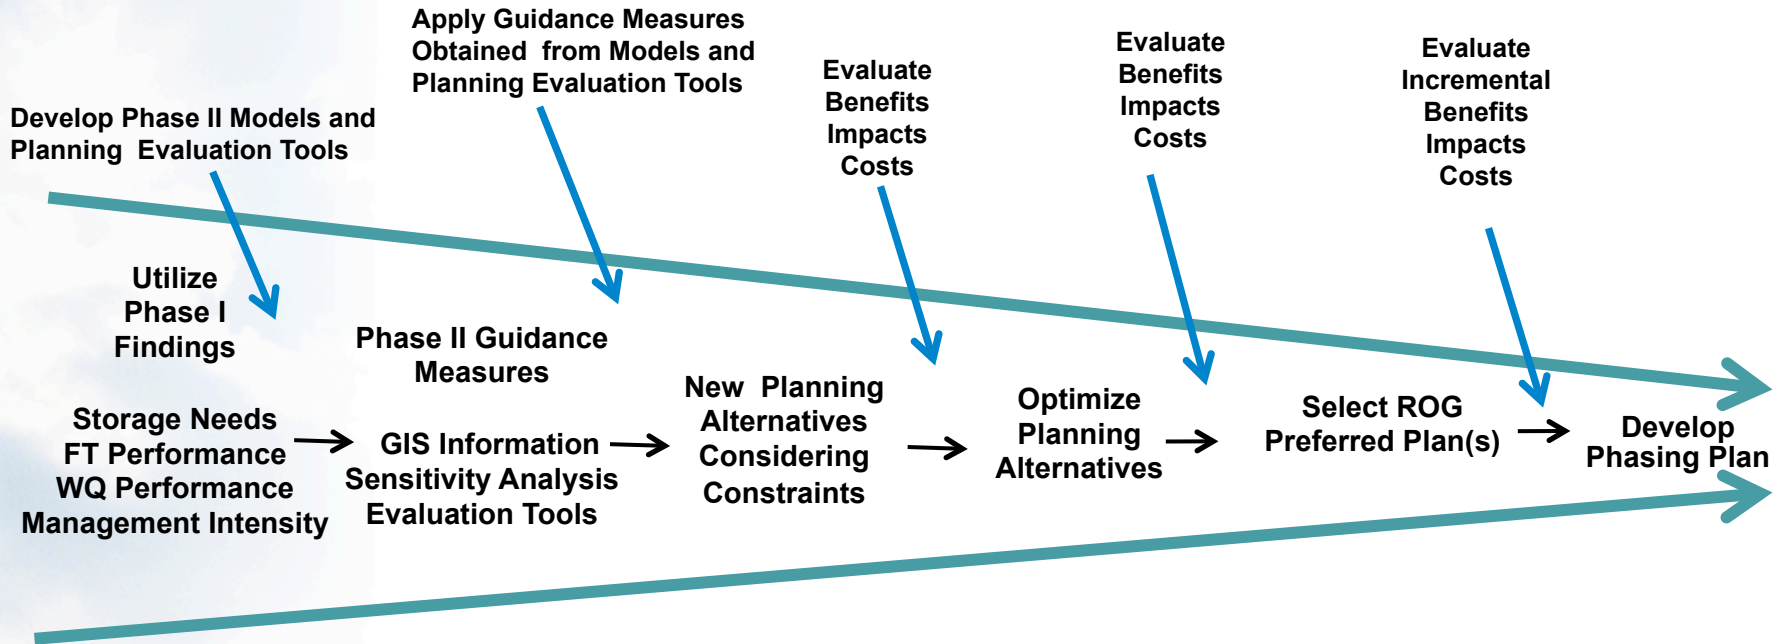 Develop Phase II Models and
Planning Evaluation Tools
Apply Guidance Measures
Obtained from Models and
Planning Evaluation Tools
Evaluate
Benefits
Impacts
Costs
Evaluate
Benefits
Impacts
Costs
Evaluate
Incremental
Benefits
Impacts
Costs
Utilize
Phase I
Findings
Storage Needs
FT Performance
WQ Performance
Management Intensity
Phase II Guidance
Measures
GIS Information
Sensitivity Analysis
Evaluation Tools
New Planning
Alternatives
Considering
Constraints
Optimize
Planning
Alternatives
Select ROG
Preferred Plan(s)
Develop
Phasing Plan